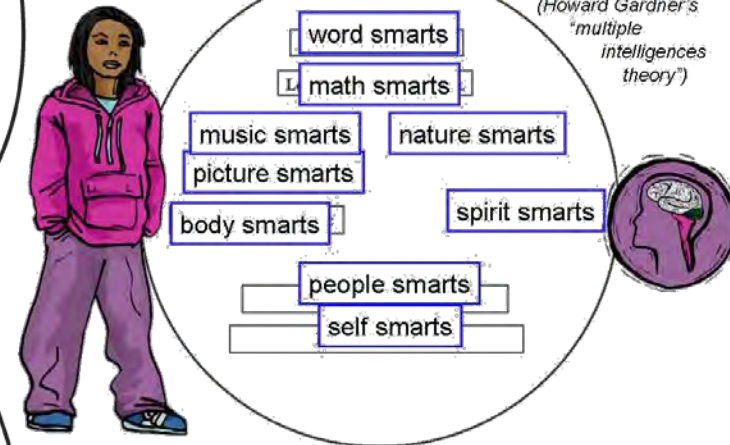 (Howard Gardner's
"multiple
intelligences
theory")
word smarts
math smarts
music smarts
nature smarts
picture smarts
body smarts
spirit smarts
people smarts
self smarts